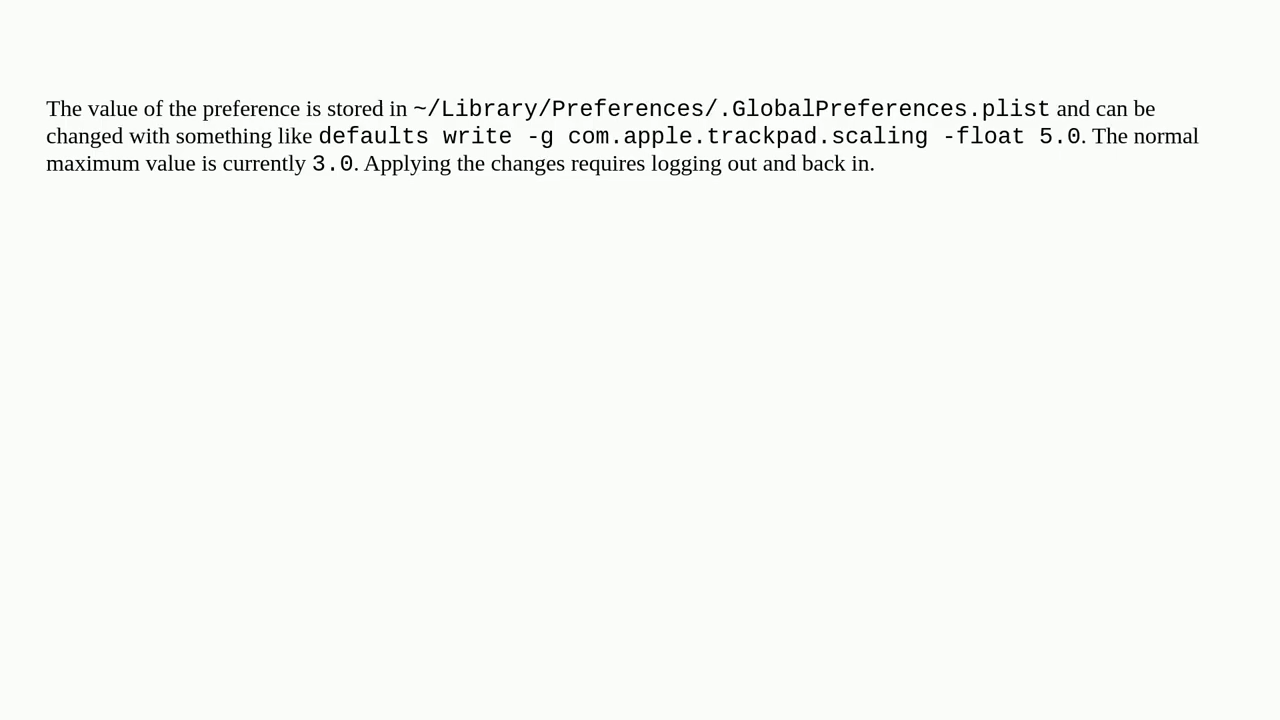 The value of the preference is stored in ~/Library/Preferences/.GlobalPreferences.plist and can be
changed with something like defaults write -g com.apple.trackpad.scaling -float 5.0. The normal
maximum value is currently 3.0. Applying the changes requires logging out and back in.